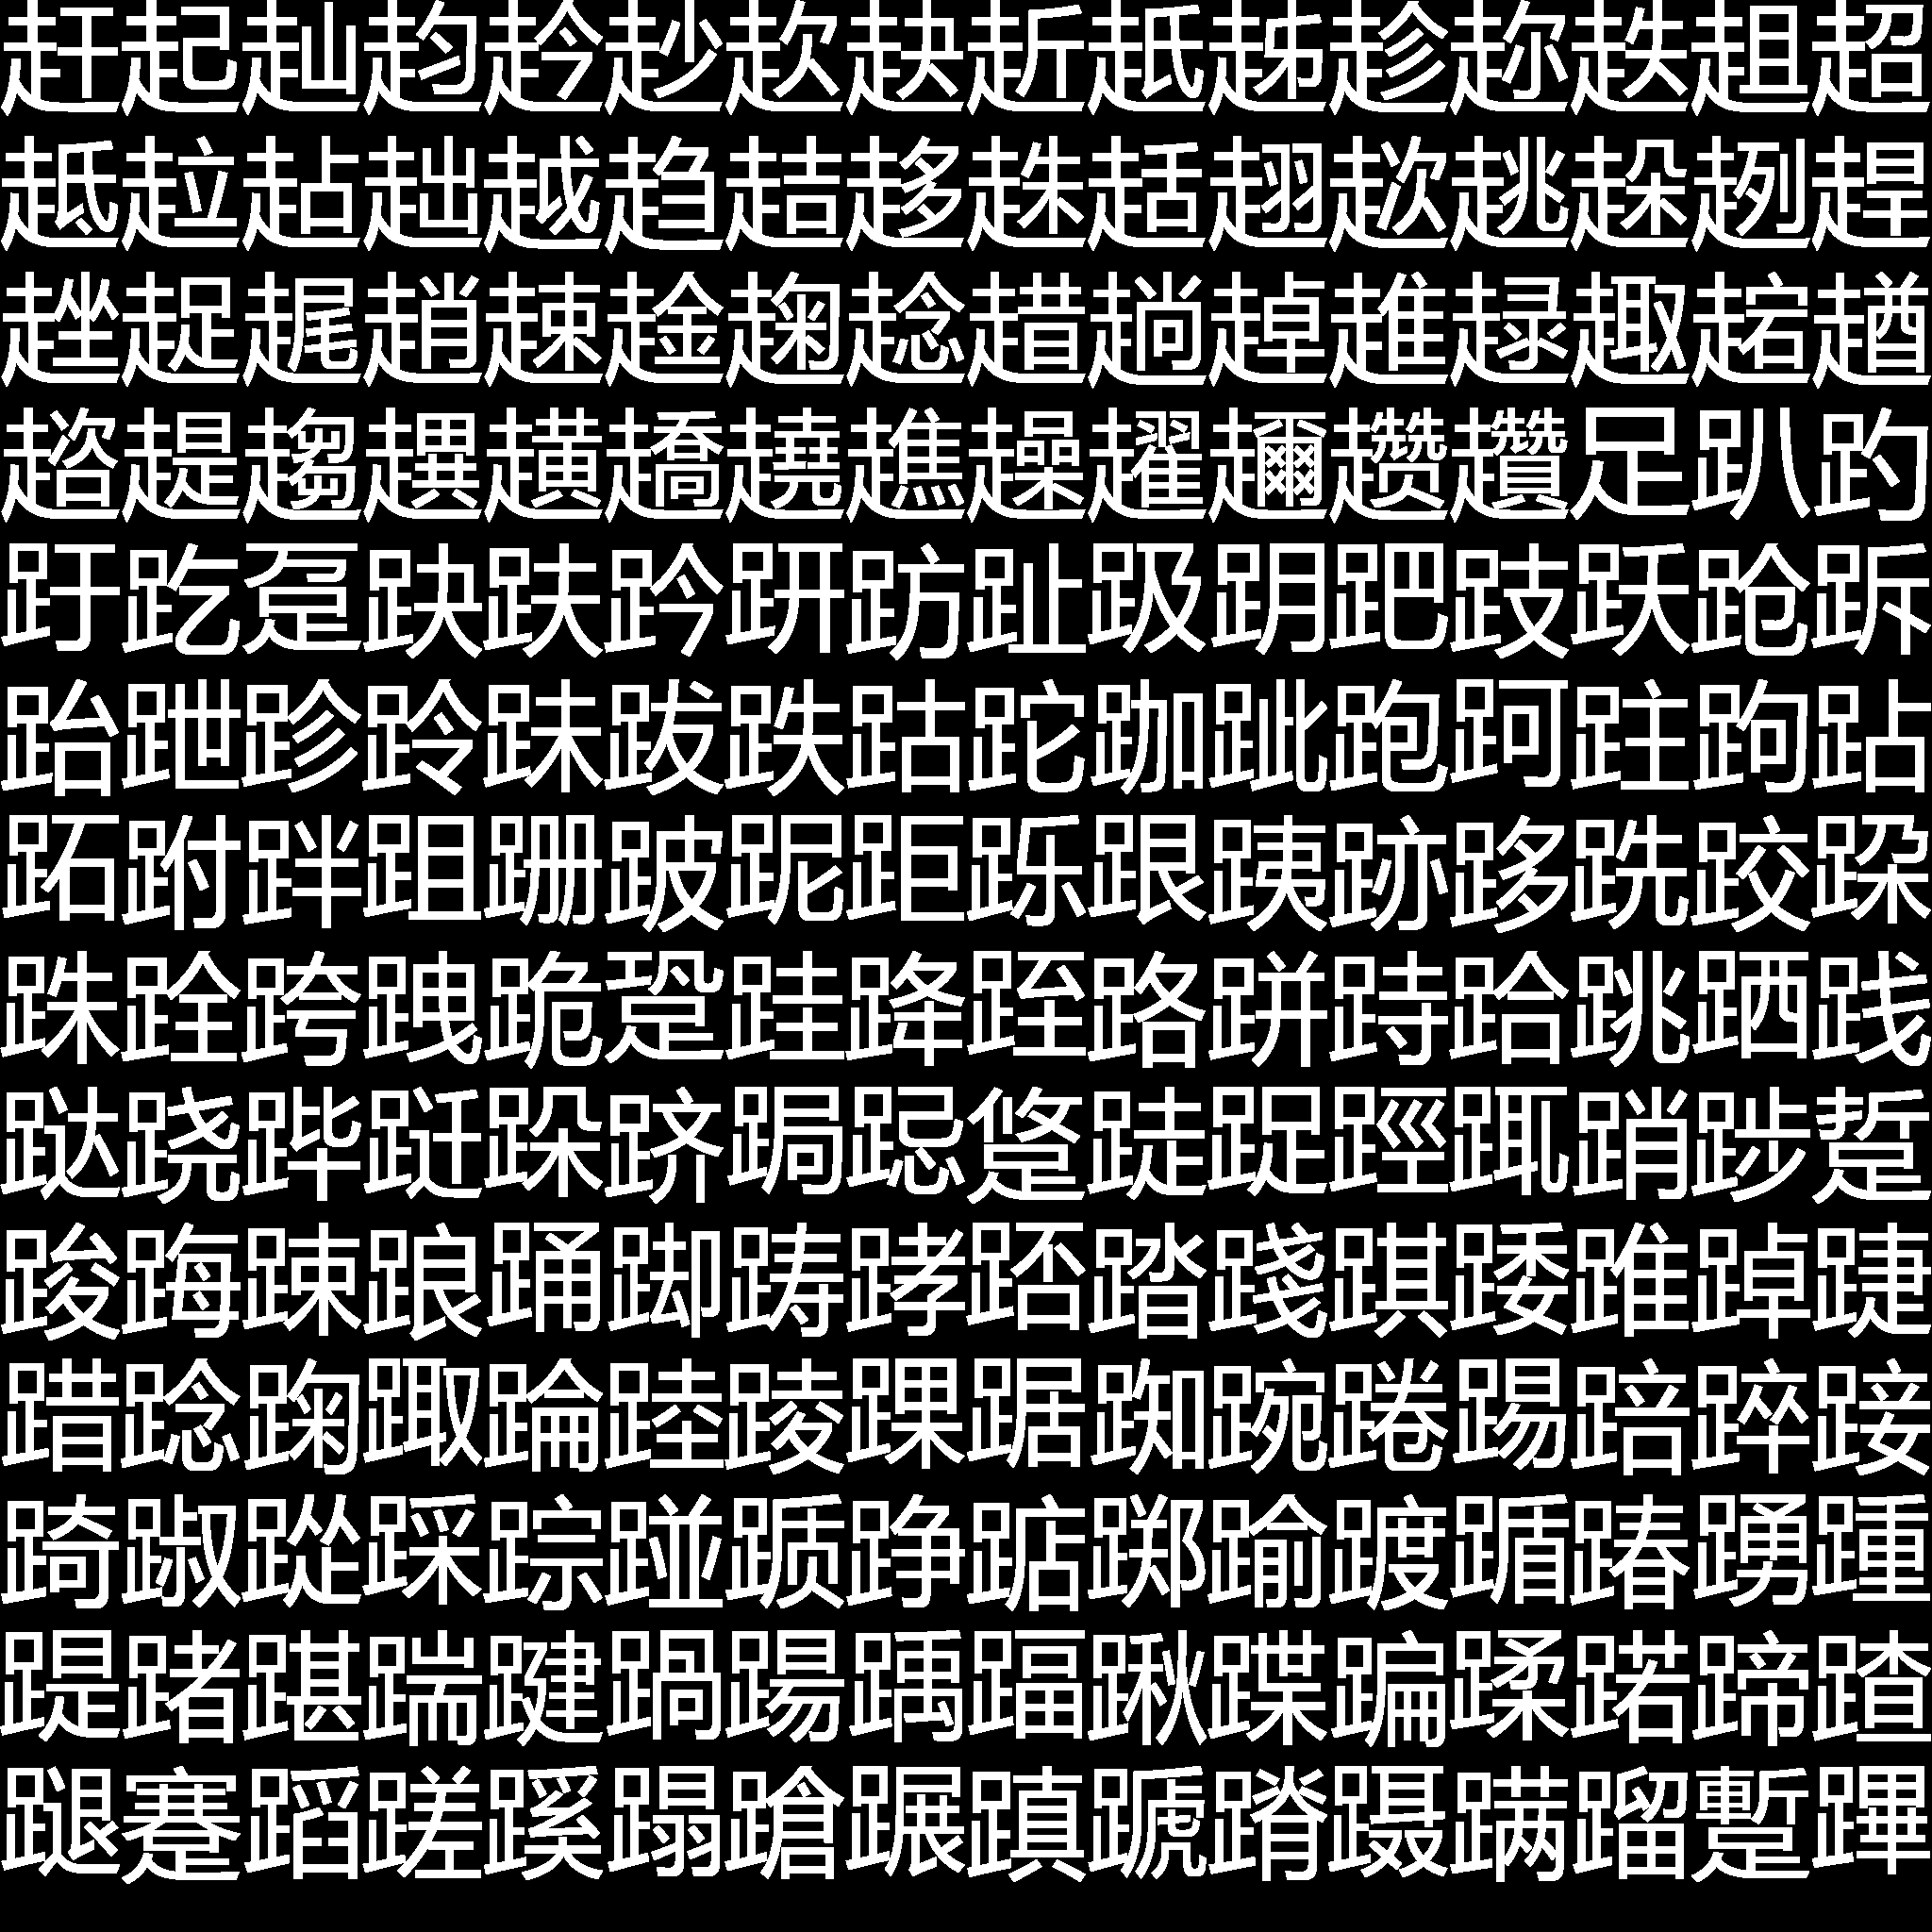 赶起赸赹赺赻赼赽赾趆趀趁趂趃趄超
趆趇趈趉越趋趌趍趎趏趐趑趒趓趔趕
趖趗趘趙趚趛趜趝趞趟趠趡趢趣趤趥
趦趧趨趩趪趫趬趭趮趯趰趱趲足趴趵
趶趷趸趹趺趻趼趽趾趿跀跁跂跃跄跅
跆跇跈跉跊跋跌跍跎跏跐跑跒跓跔跕
跖跗跘跙跚跛跜距跞跟跠跡跢跣跤跥
跦跧跨跩跪跫跬跭跮路跰跱跲跳跴践
跶跷跸跹跺跻跼跽跾跿踀踁踂踃踄踅
踆踇踈踉踊踋踌踍踎踏踐踑踒踓踔踕
踖踗踘踙踚踛踜踝踞踟踠踡踢踣踤踥
踦踧踨踩踪踫踬踭踮踯踰踱踲踳踴踵
踶踷踸踹踺踻踼踽踾踿蹀蹁蹂蹃蹄蹅
蹆蹇蹈蹉蹊蹋蹌蹍蹎蹏蹐蹑蹒蹓蹔蹕